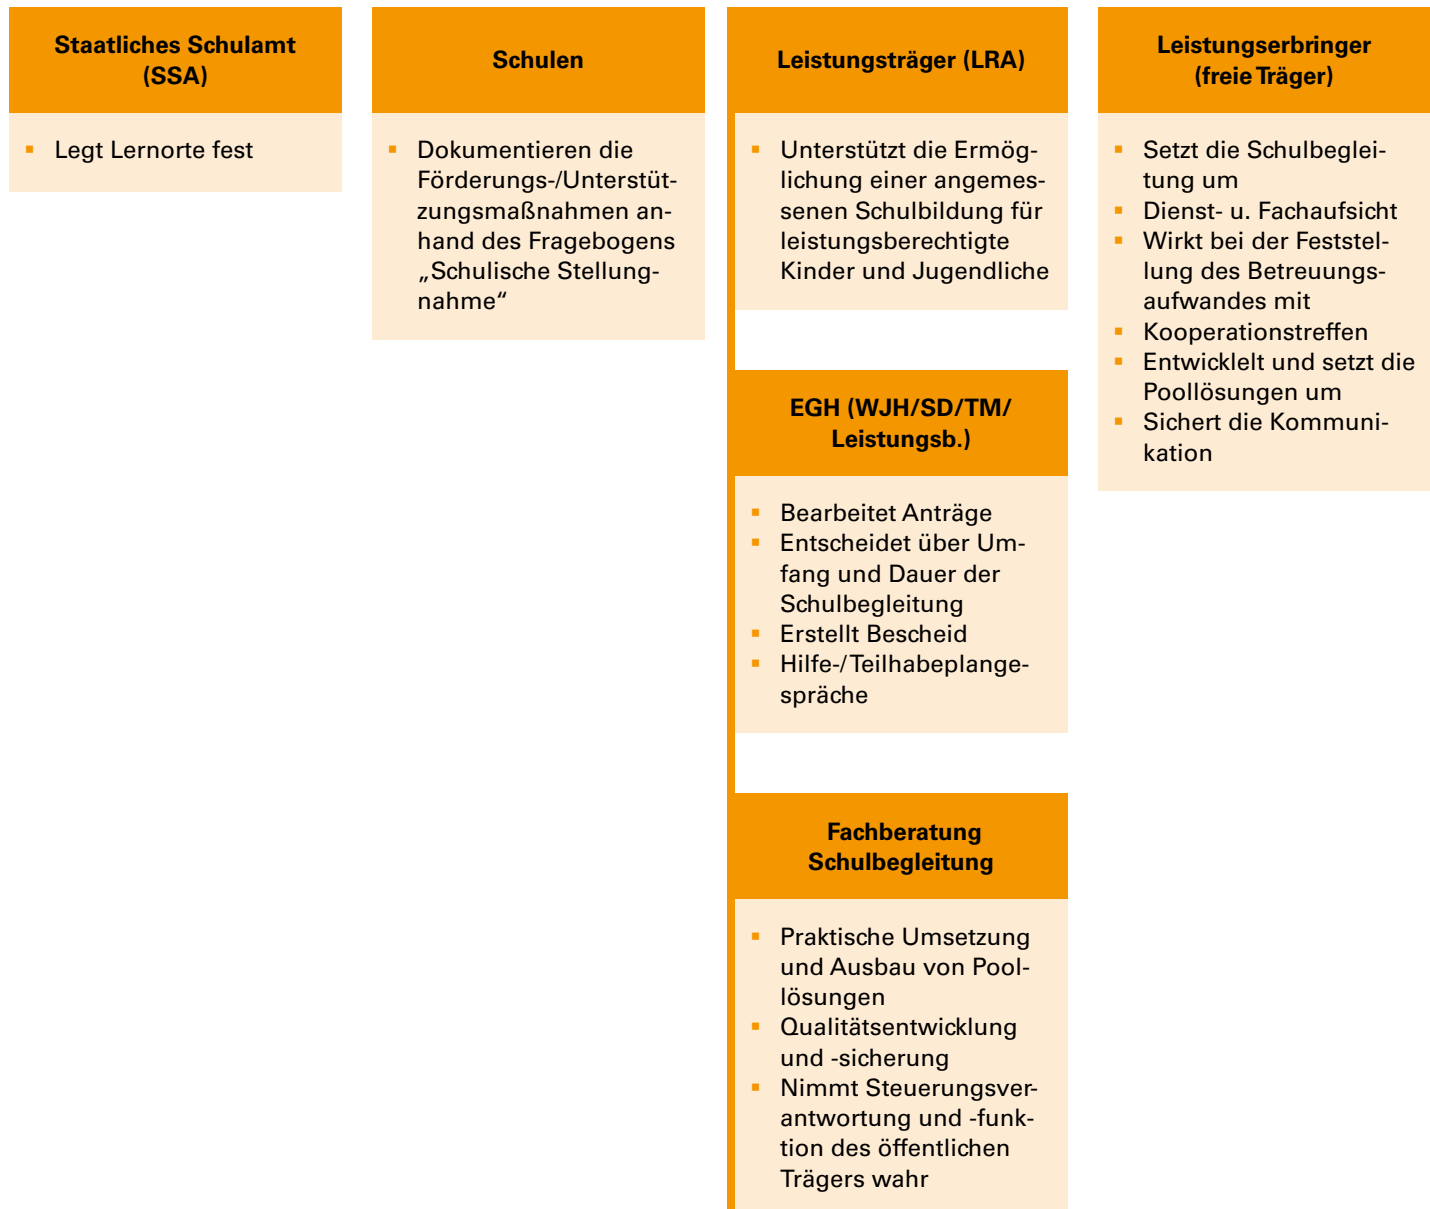 Staatliches Schulamt
(SSA)
Legt Lernorte fest
Schulen
Dokumentieren die
Förderungs-/Unterstüt-
zungsmaßnahmen an-
hand des Fragebogens
„Schulische Stellung-
nahme“
Leistungsträger (LRA)
Unterstützt die Ermög-
lichung einer angemes-
senen Schulbildung für
leistungsberechtigte
Kinder und Jugendliche
EGH (WJH/SD/TM/
Leistungsb.)
Bearbeitet Anträge
Entscheidet über Um-
fang und Dauer der
Schulbegleitung
Erstellt Bescheid
Hilfe-/Teilhabeplange-
spräche
Fachberatung
Schulbegleitung
Praktische Umsetzung
und Ausbau von Pool-
lösungen
Qualitätsentwicklung
und -sicherung
Nimmt Steuerungsver-
antwortung und -funk-
tion des öffentlichen
Trägers wahr
Leistungserbringer
(freie Träger)
Setzt die Schulbeglei-
tung um
Dienst- u. Fachaufsicht
Wirkt bei der Feststel-
lung des Betreuungs-
aufwandes mit
Kooperationstreffen
Entwicklelt und setzt die
Poollösungen um
Sichert die Kommuni-
kation